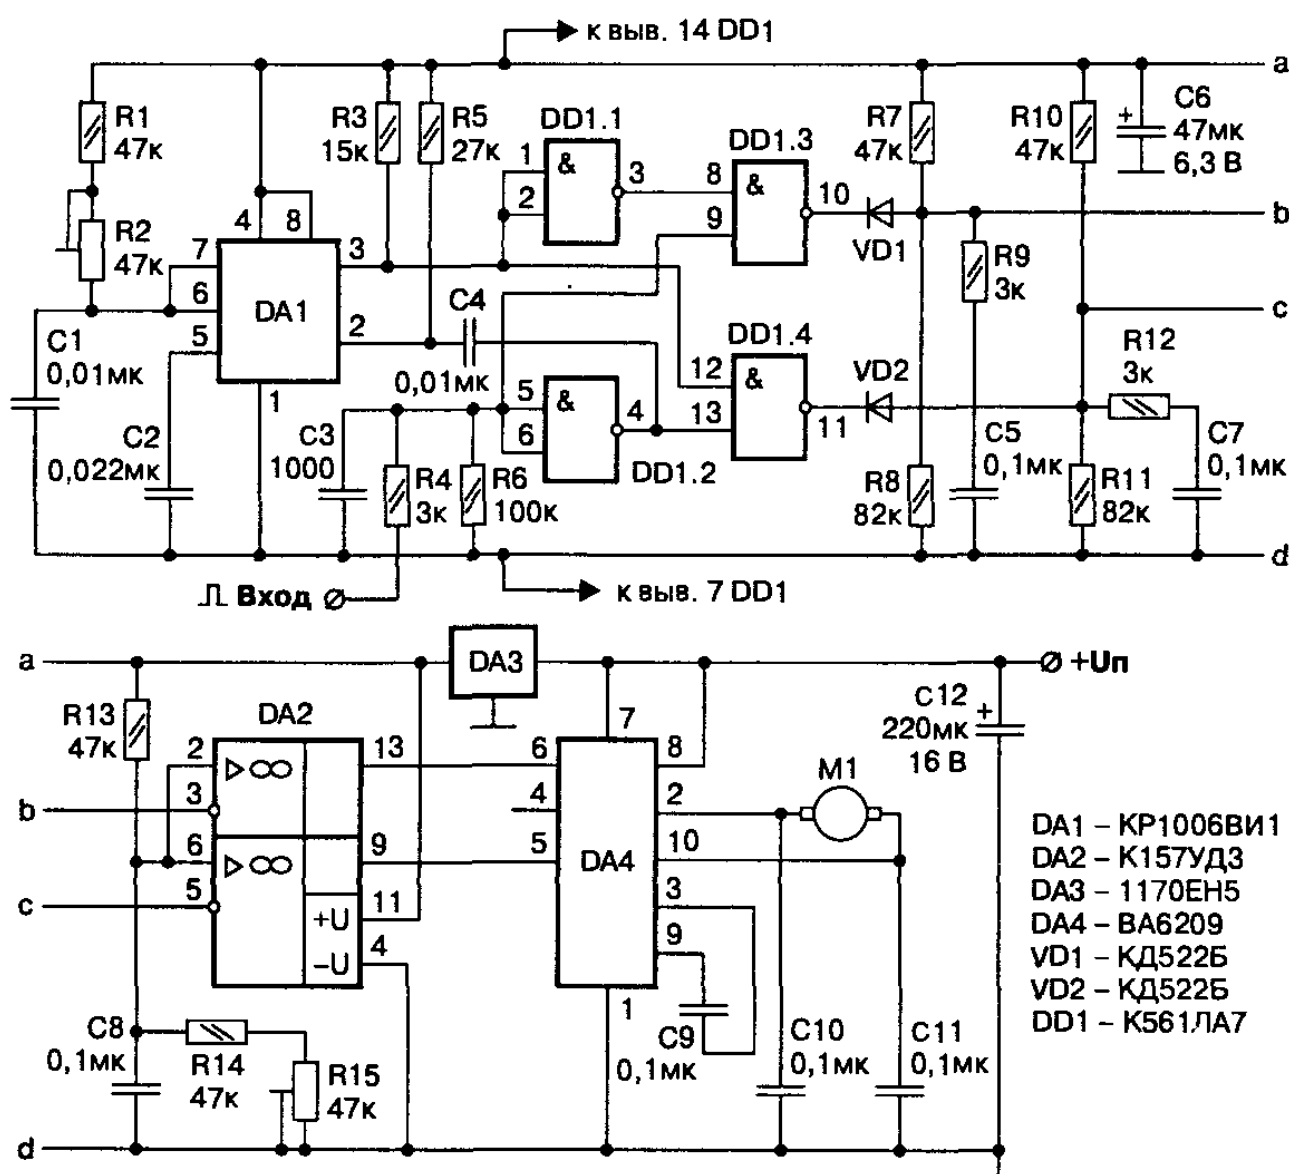 к выв. 14 DD1
a
R1
47к
R3
15к
R5
27к
DD1.1
1
2
&
3
DD1.3
8
9
&
10
VD1
R7
47к
R10
47к
+
C6
47мк
6,3 В
b
R2
47к
4
8
7
6
5
DA1
3
2
1
C1
0,01мк
C2
0,022мк
C4
0,01мк
R9
3к
c
R12
3к
DD1.4
12
13
&
11
VD2
C3
1000
R4
3к
R6
100к
5
6
&
4
DD1.2
R8
82к
C5
0,1мк
R11
82к
C7
0,1мк
d
Вход
к выв. 7 DD1
a
DA3
+Uп
R13
47к
DA2
2
3
6
5
▷∞
▷∞
13
9
11
4
+U
–U
b
c
7
6
4
5
DA4
8
2
10
3
9
1
M1
C12
220мк
16 В
+
C8
0,1мк
R14
47к
R15
47к
C9
0,1мк
C10
0,1мк
C11
0,1мк
d
DA1 – КР1006ВИ1
DA2 – К157УД3
DA3 – 1170ЕН5
DA4 – BA6209
VD1 – КД522Б
VD2 – КД522Б
DD1 – К561ЛА7